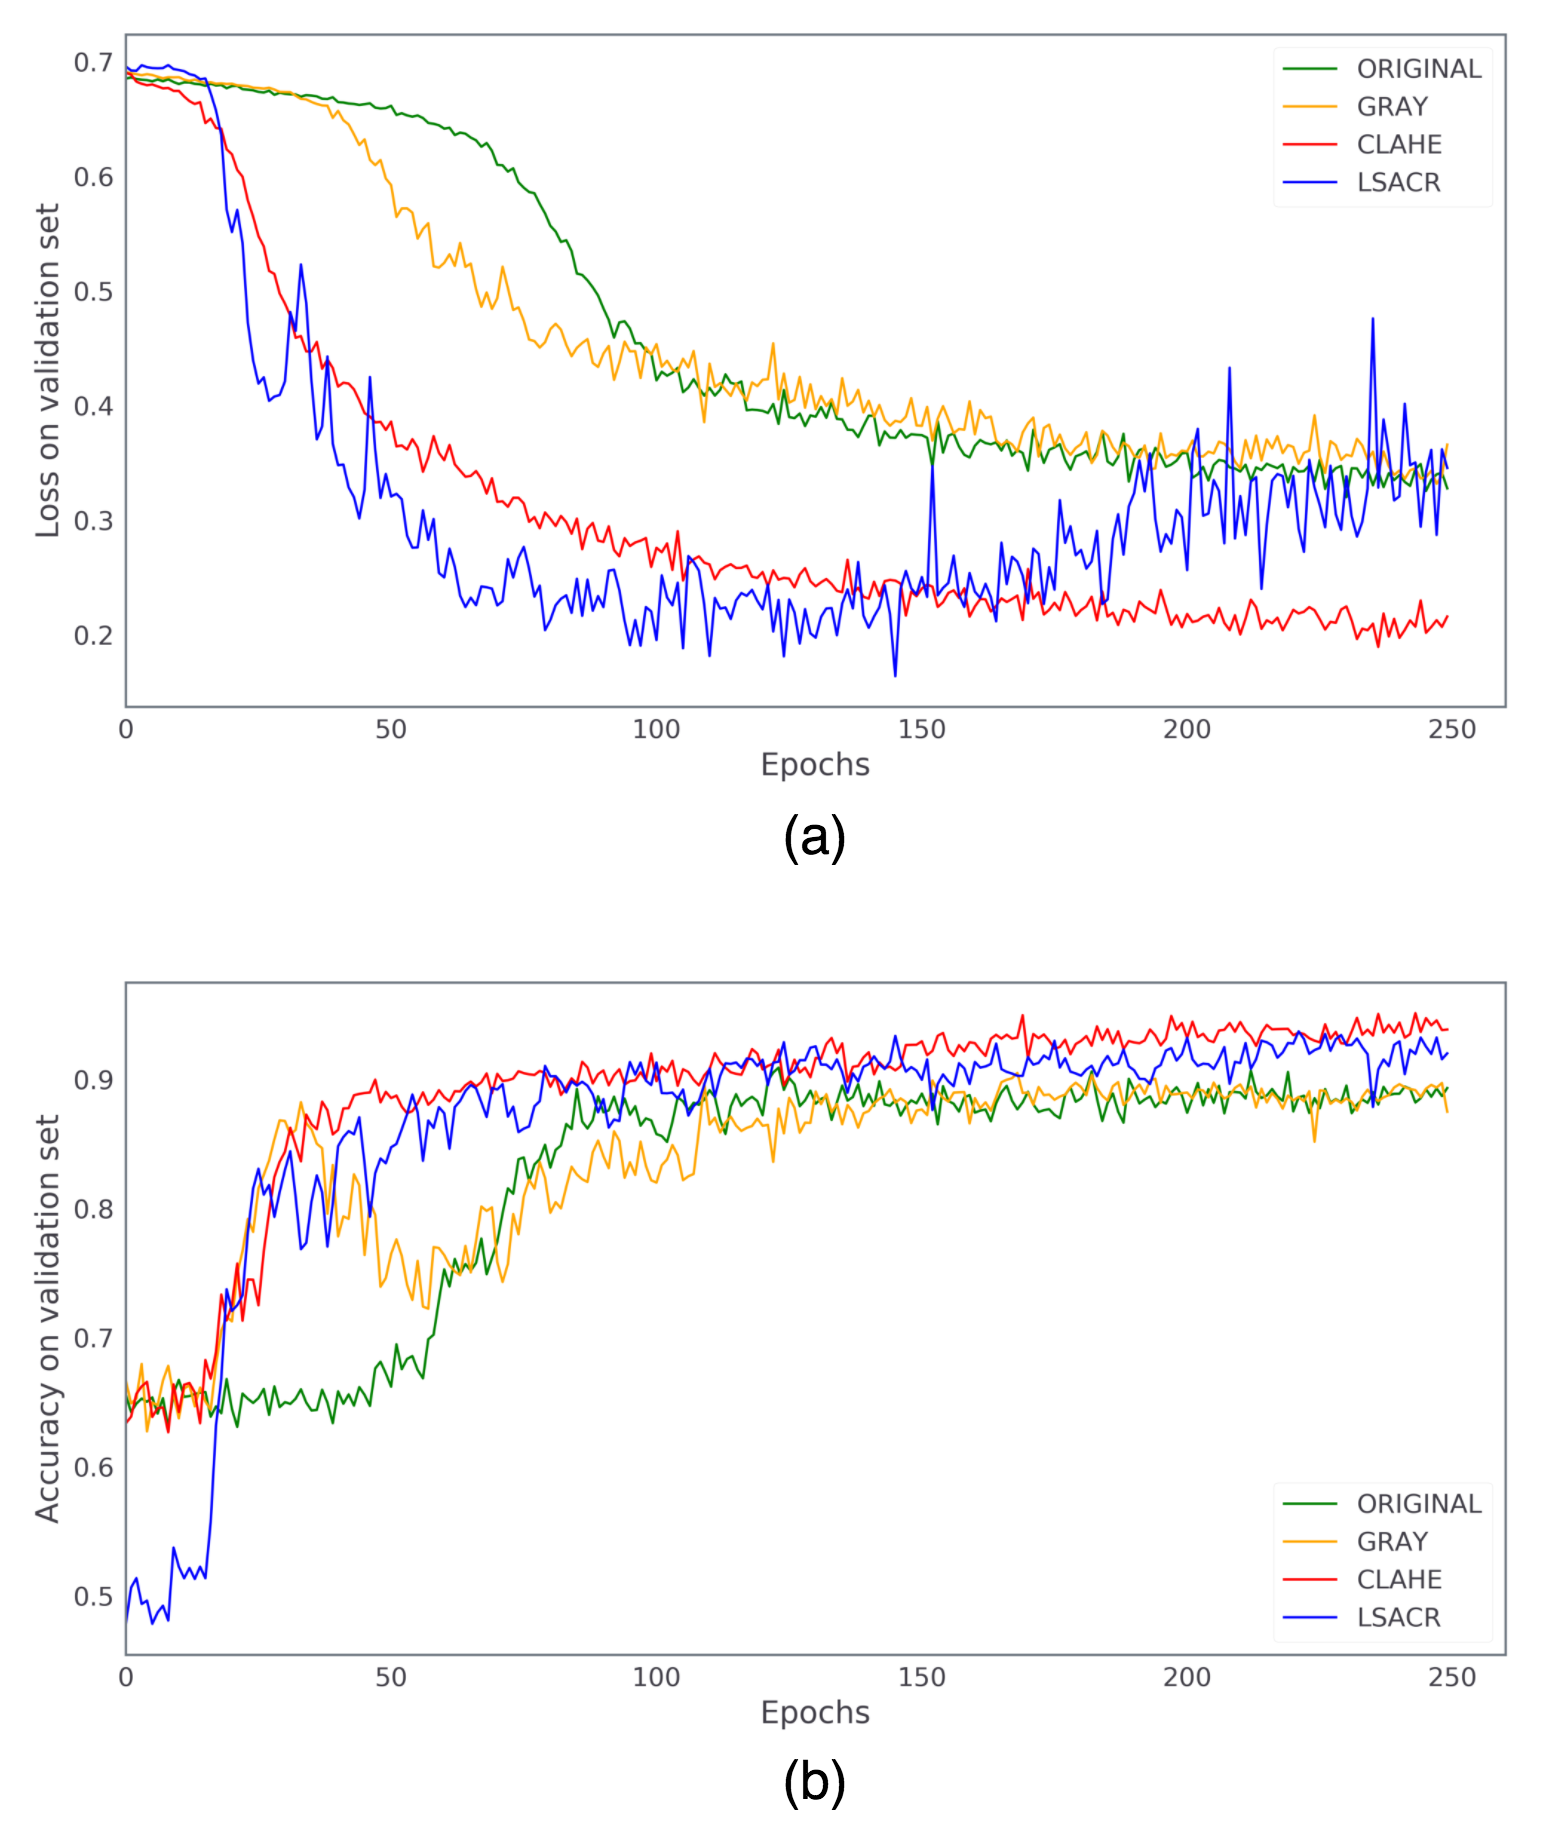 0.7
0.6
0.5
0.4
0.3
0.2
Loss on validation set
ORIGINAL
GRAY
CLAHE
LSACR
0 50 100 150 200 250
Epochs
(a)
0.9
0.8
0.7
0.6
0.5
Accuracy on validation set
ORIGINAL
GRAY
CLAHE
LSACR
0 50 100 150 200 250
Epochs
(b)